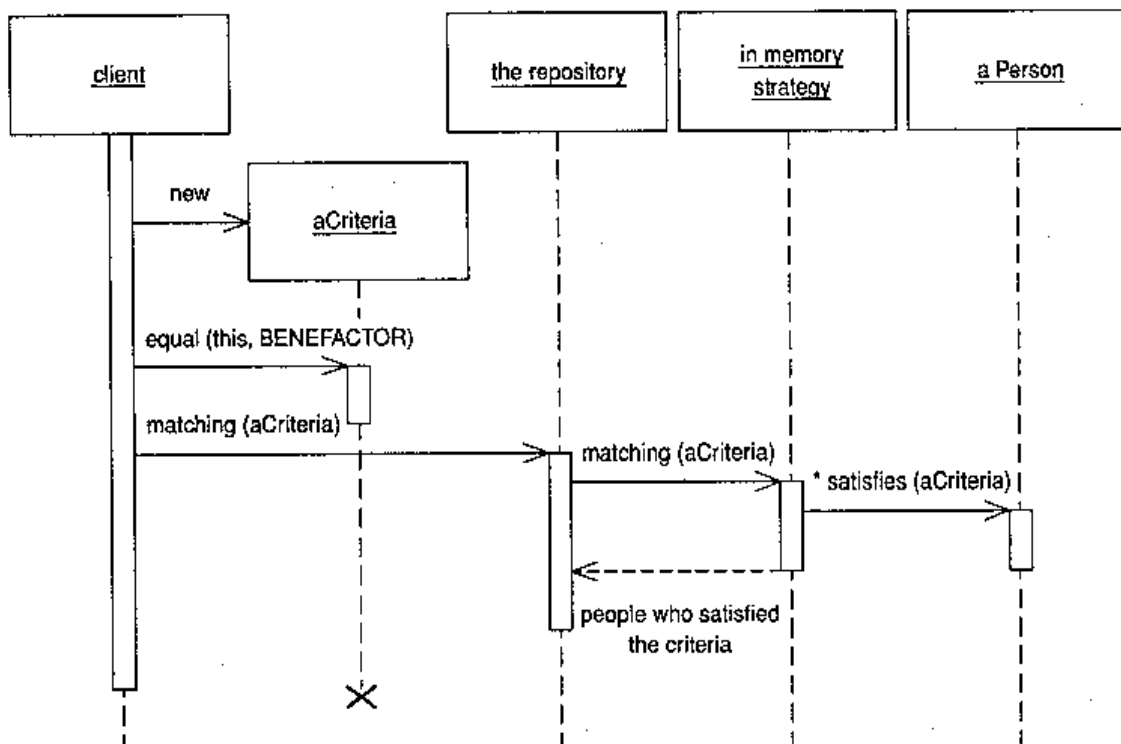 client
the repository
in memory
strategy
a Person
new
aCriteria
equal (this, BENEFACTOR)
matching (aCriteria)
matching (aCriteria)
* satisfies (aCriteria)
people who satisfied
the criteria